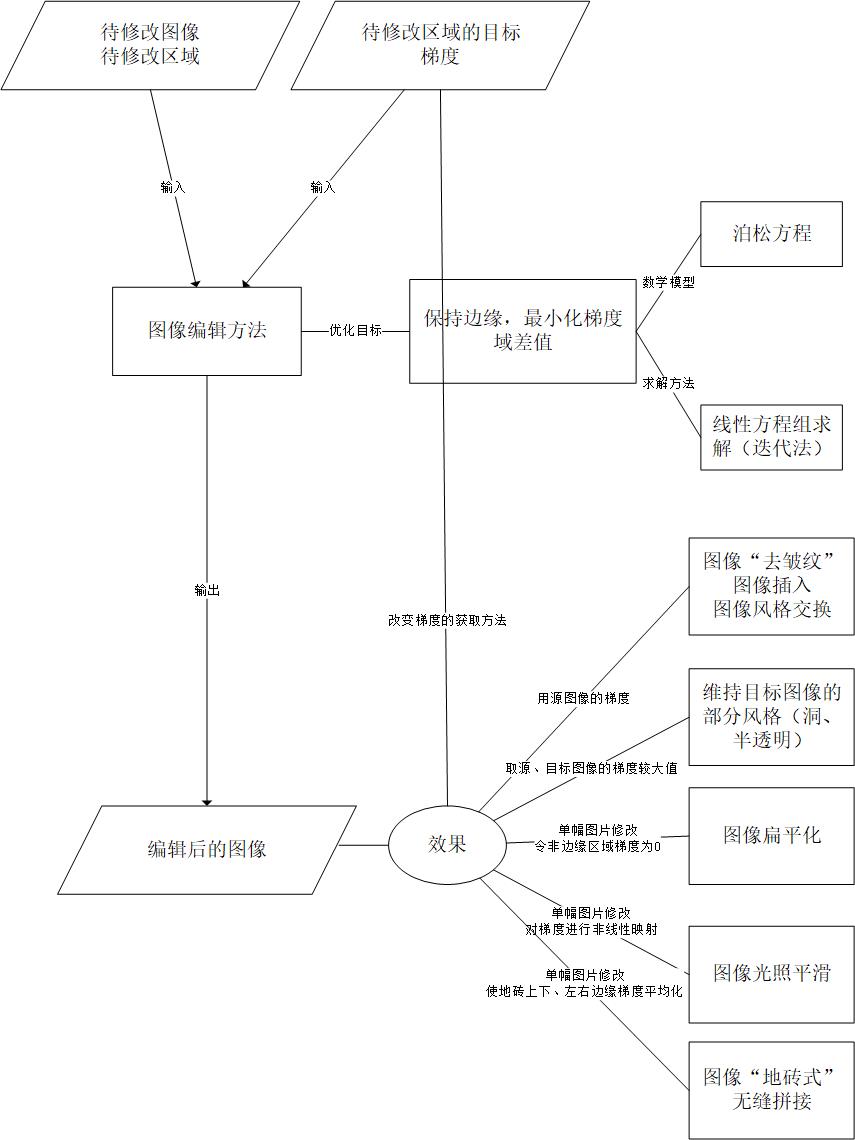 待修改图像
待修改区域
待修改区域的目标
梯度
输入
输入
泊松方程
数学模型
图像编辑方法
优化目标
保持边缘，最小化梯度
域差值
求解方法
线性方程组求
解（迭代法）
图像“去皱纹”
图像插入
图像风格交换
输出
改变梯度的获取方法
用源图像的梯度
维持目标图像的
部分风格（洞、
半透明）
取源、目标图像的梯度较大值
编辑后的图像
效果
单幅图片修改
令非边缘区域梯度为0
图像扁平化
单幅图片修改
对梯度进行非线性映射
图像光照平滑
单幅图片修改
使地砖上下、左右边缘梯度平均化
图像“地砖式”
无缝拼接